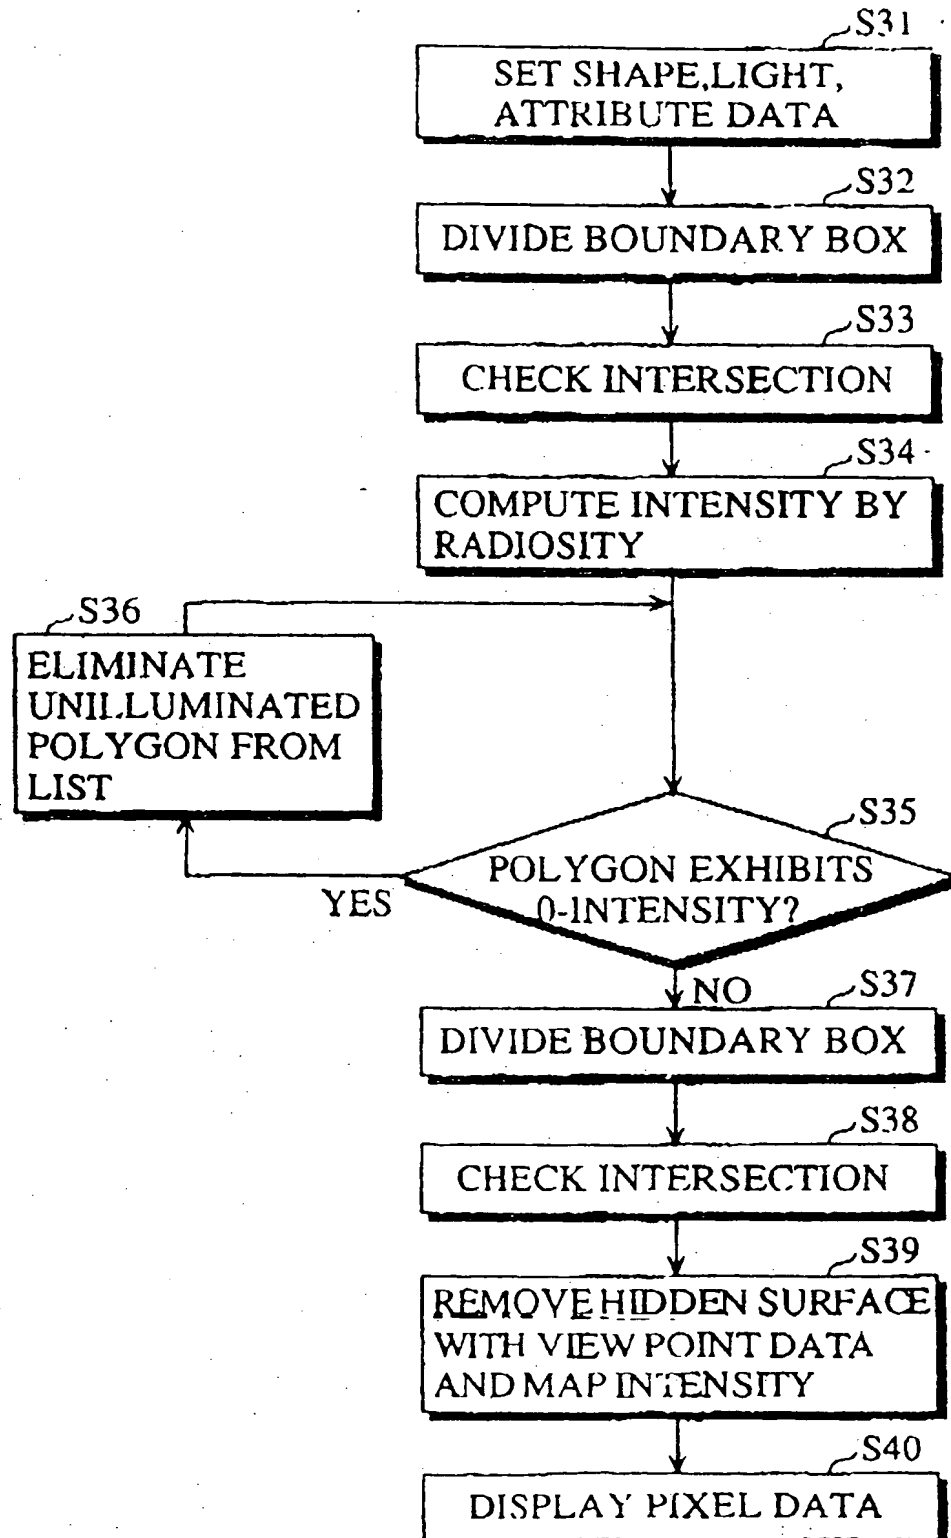 S31
SET SHAPE,LIGHT,
ATTRIBUTE DATA
S32
DIVIDE BOUNDARY BOX
S33
CHECK INTERSECTION
S34
COMPUTE INTENSITY BY
RADIOSITY
S36
ELIMINATE
UNILLUMINATED
POLYGON FROM
LIST
S35
POLYGON EXHIBITS
0-INTENSITY?
YES
NO
S37
DIVIDE BOUNDARY BOX
S38
CHECK INTERSECTION
S39
REMOVE HIDDEN SURFACE
WITH VIEW POINT DATA
AND MAP INTENSITY
S40
DISPLAY PIXEL DATA